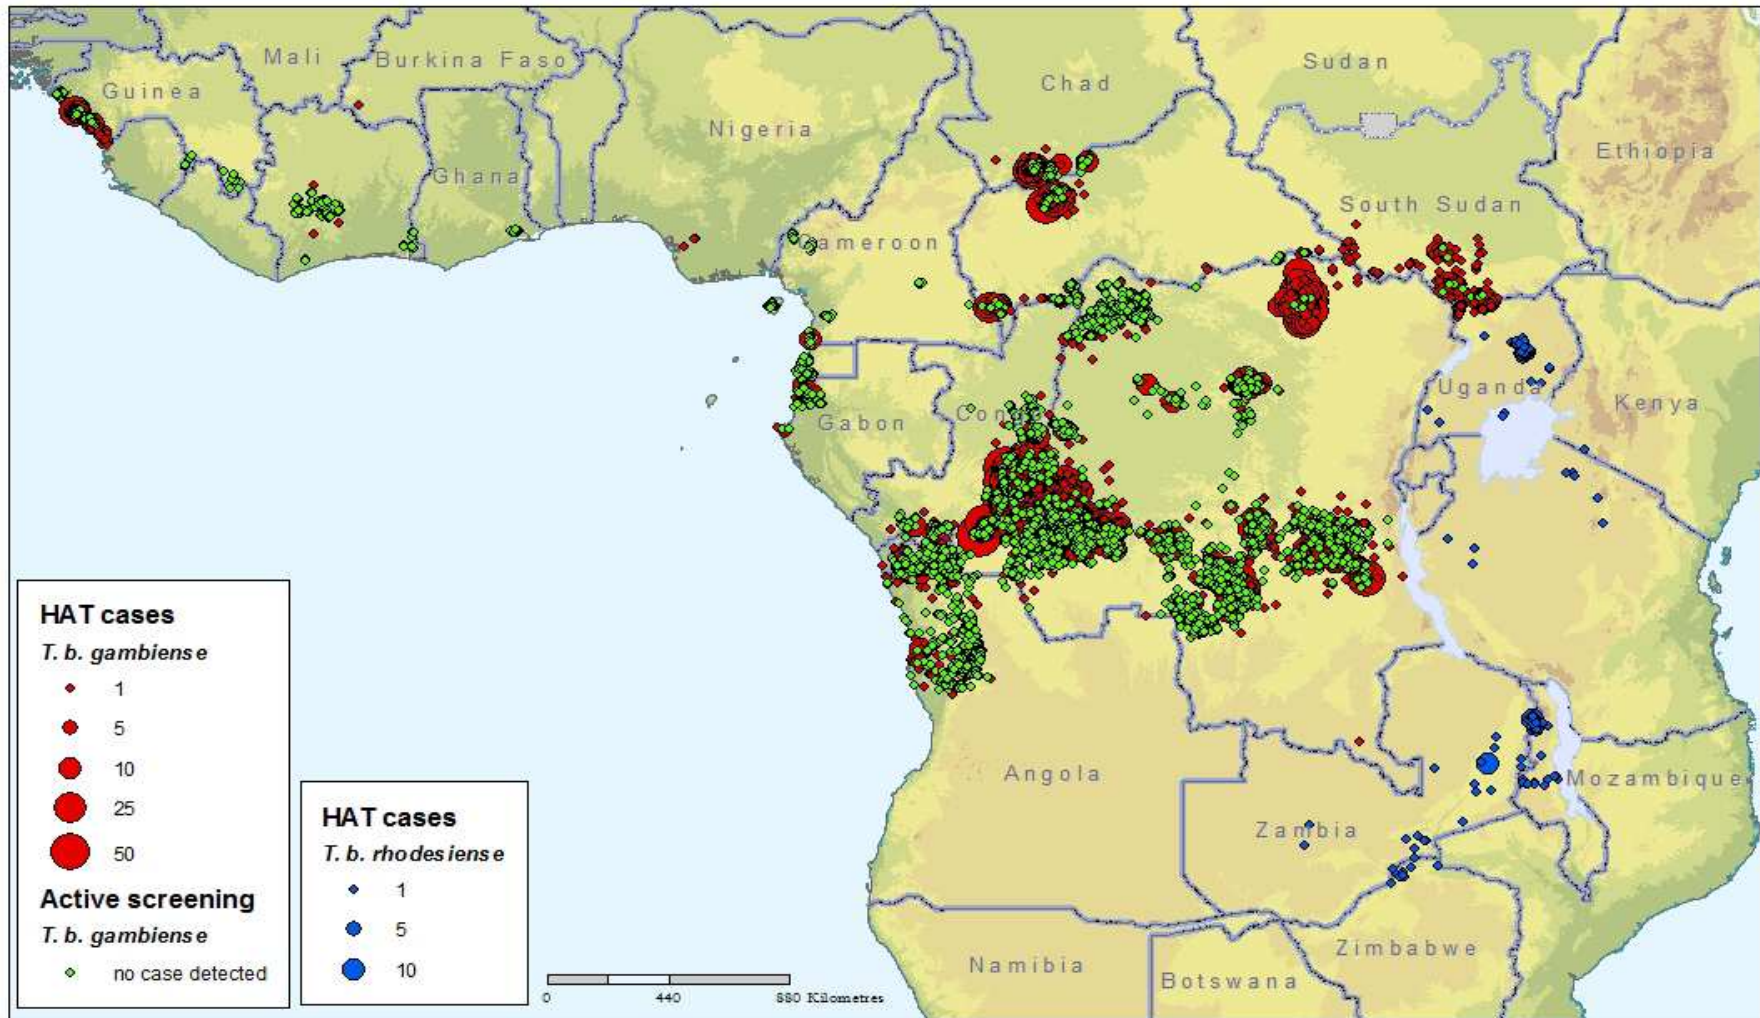 Mali
Burkina Faso
Guinea
Chad
Sudan
Nigeria
Ethiopia
Ghana
South Sudan
Cameroon
Uganda
Kenya
Gabon
Congo
Angola
Mozambique
Zambia
Zimbabwe
Namibia
Botswana
HAT cases
T. b. gambiense
1
5
10
25
50
Active screening
T. b. gambiense
no case detected
HAT cases
T. b. rhodesiense
1
5
10
0 440 880 Kilometres